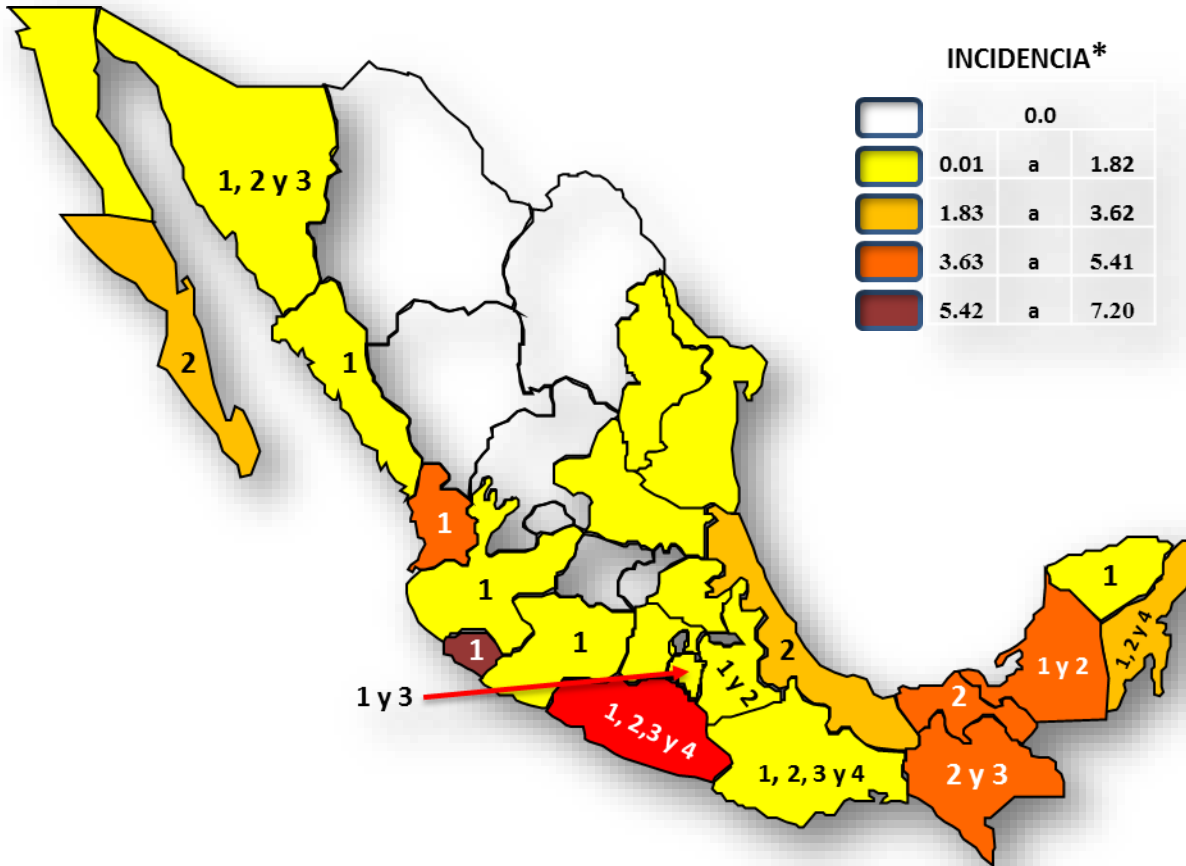 INCIDENCIA*
0.0
0.01 a 1.82
1.83 a 3.62
3.63 a 5.41
5.42 a 7.20
1, 2 y 3
2
1
1
1
1
1
1 y 3
1, 2,3 y 4
1 y 2
2
1, 2, 3 y 4
2
2 y 3
1 y 2
1
1, 2 y 4